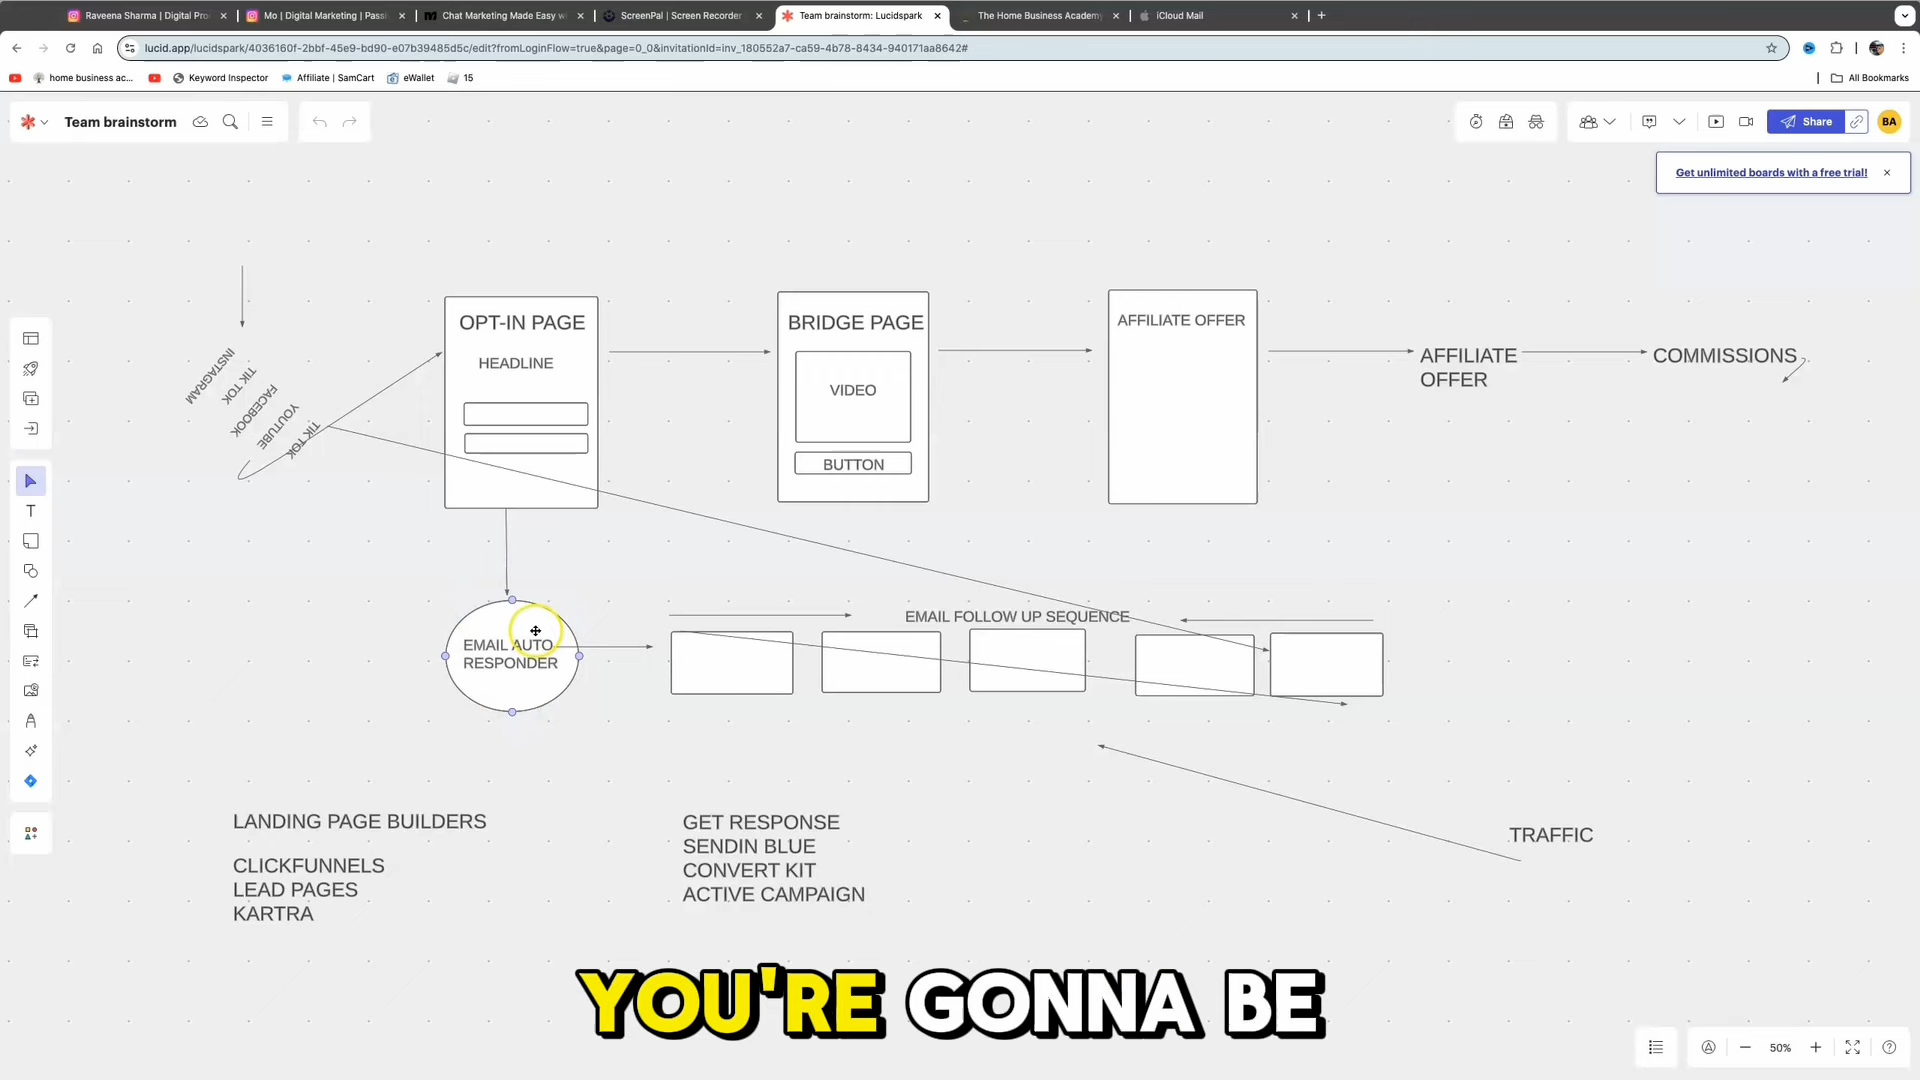 Raveena Sharma | Digital Pro
Mo | Digital Marketing | Passi
Chat Marketing Made Easy w
ScreenPal | Screen Recorder
Team brainstorm: Lucidspark
The Home Business Academy
iCloud Mail
lucid.app/lucidspark/4036160f-2bbf-45e9-bd90-e07b39485d5c/edit?fromLoginFlow=true&page=0_0&invitationId=inv_180552a7-ca59-4b78-8434-940171aa8642#
home business ac...
Keyword Inspector
Affiliate | SamCart
eWallet
15
All Bookmarks
Team brainstorm
Share
BA
Get unlimited boards with a free trial!
INSTAGRAM
TIK TOK
FACEBOOK
YOUTUBE
TIK TOK
OPT-IN PAGE
HEADLINE
BRIDGE PAGE
VIDEO
BUTTON
AFFILIATE OFFER
AFFILIATE
OFFER
COMMISSIONS
EMAIL AUTO
RESPONDER
EMAIL FOLLOW UP SEQUENCE
LANDING PAGE BUILDERS
CLICKFUNNELS
LEAD PAGES
KARTRA
GET RESPONSE
SENDIN BLUE
CONVERT KIT
ACTIVE CAMPAIGN
TRAFFIC
YOU'RE GONNA BE
50%